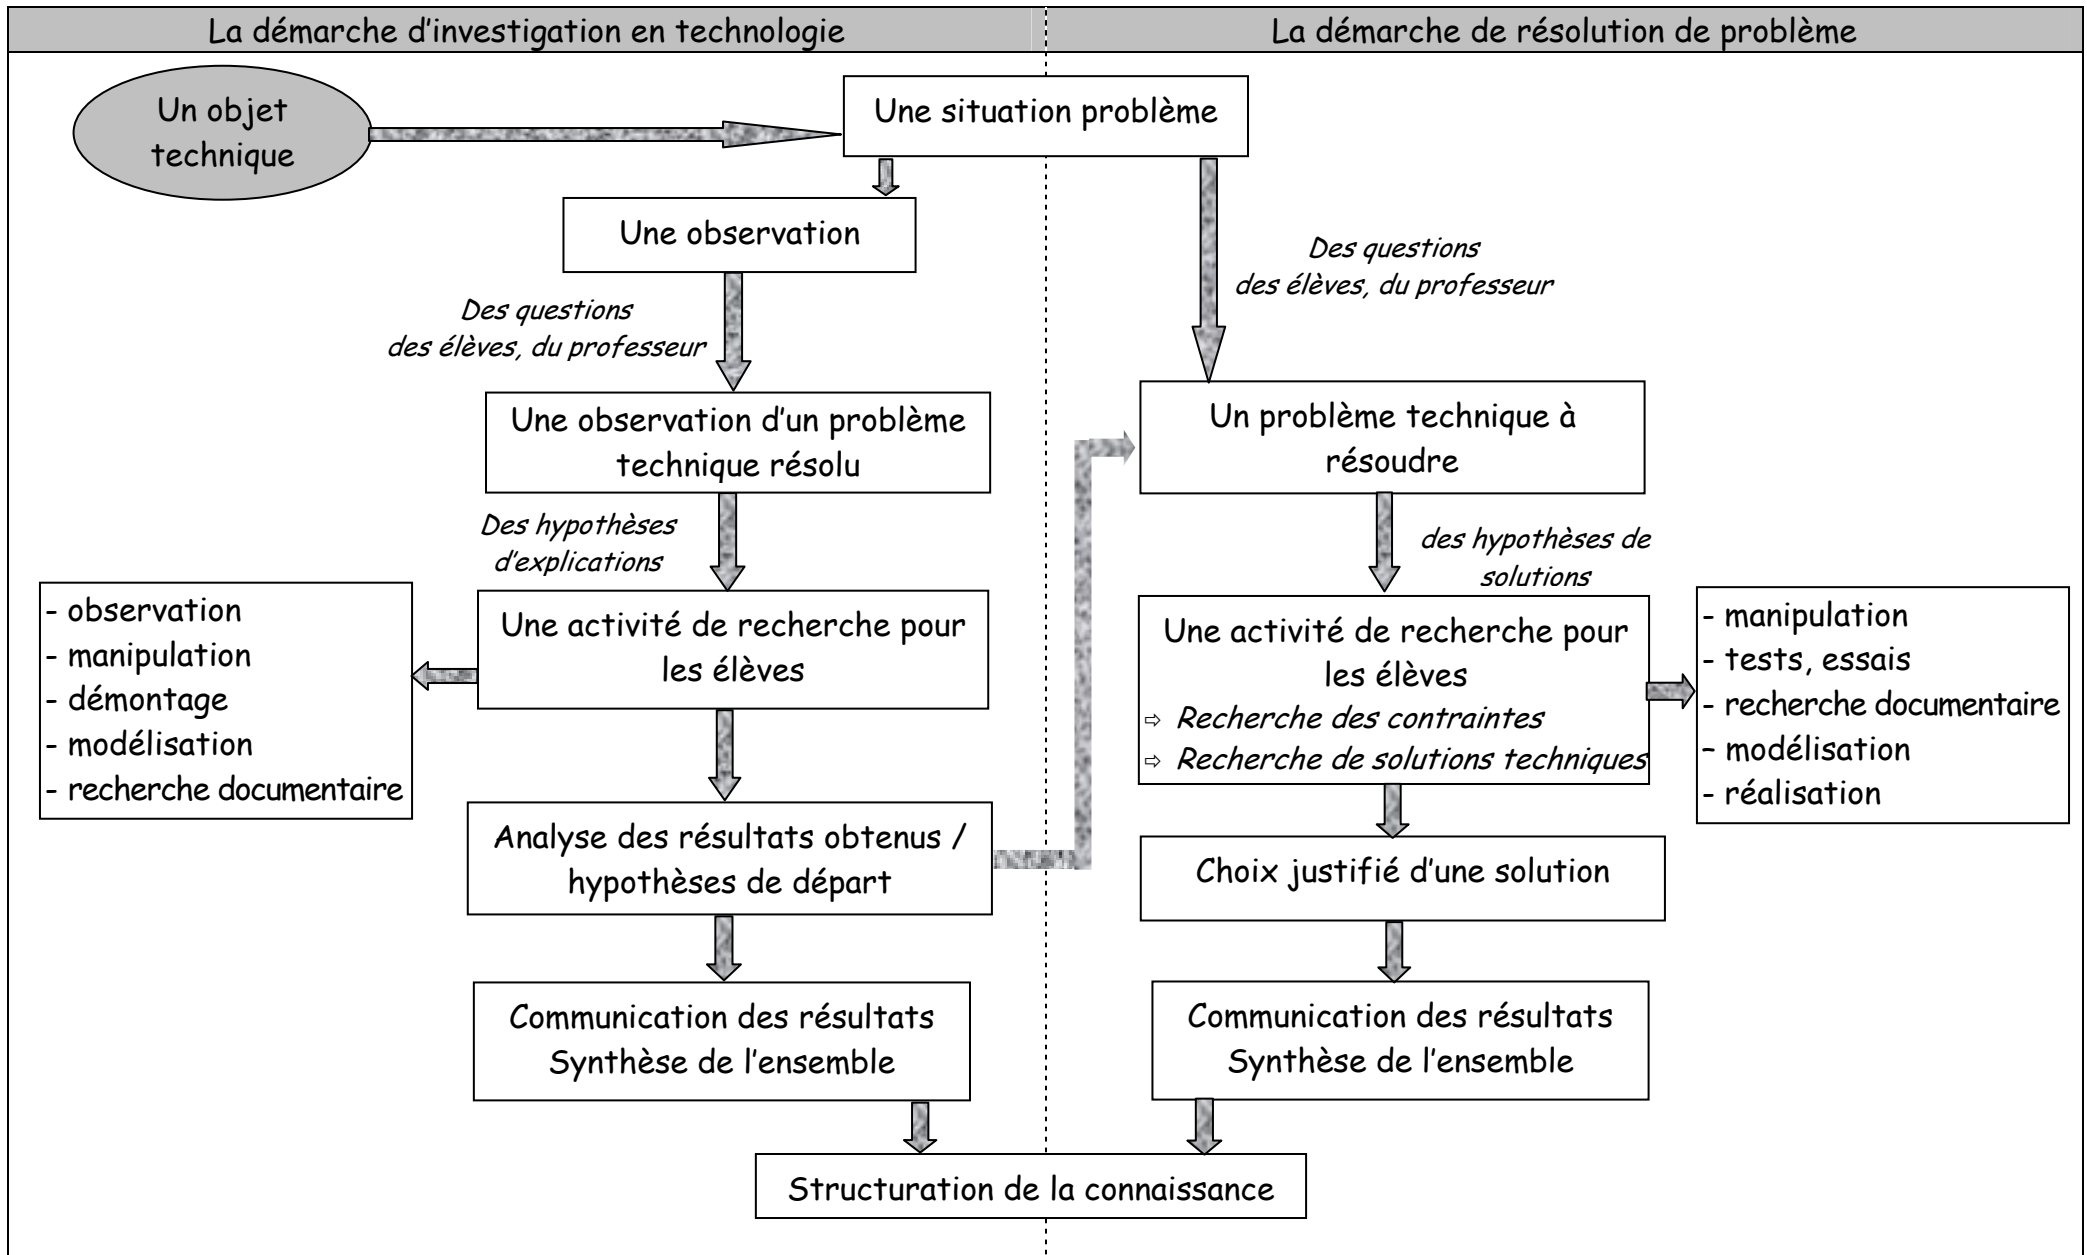 La démarche d'investigation en technologie
La démarche de résolution de problème
Un objet
technique
Une situation problème
Une observation
Des questions
des élèves, du professeur
Des questions
des élèves, du professeur
Une observation d'un problème
technique résolu
Un problème technique à
résoudre
Des hypothèses
d'explications
des hypothèses de
solutions
- observation
- manipulation
- démontage
- modélisation
- recherche documentaire
Une activité de recherche pour
les élèves
Une activité de recherche pour
les élèves
⇨ Recherche des contraintes
⇨ Recherche de solutions techniques
- manipulation
- tests, essais
- recherche documentaire
- modélisation
- réalisation
Analyse des résultats obtenus /
hypothèses de départ
Choix justifié d'une solution
Communication des résultats
Synthèse de l'ensemble
Communication des résultats
Synthèse de l'ensemble
Structuration de la connaissance